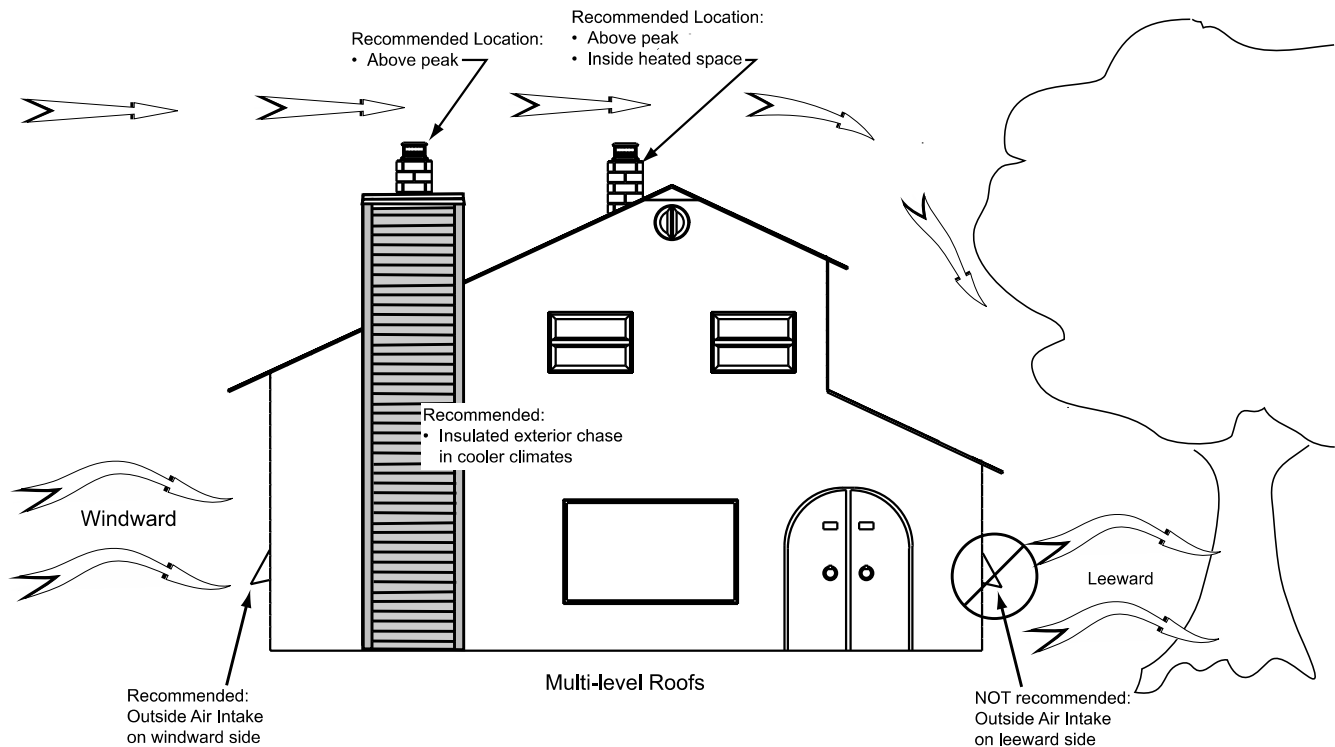 Recommended Location:
• Above peak
Recommended Location:
• Above peak
• Inside heated space
Recommended:
• Insulated exterior chase
in cooler climates
Windward
Leeward
Recommended:
Outside Air Intake
on windward side
Multi-level Roofs
NOT recommended:
Outside Air Intake
on leeward side